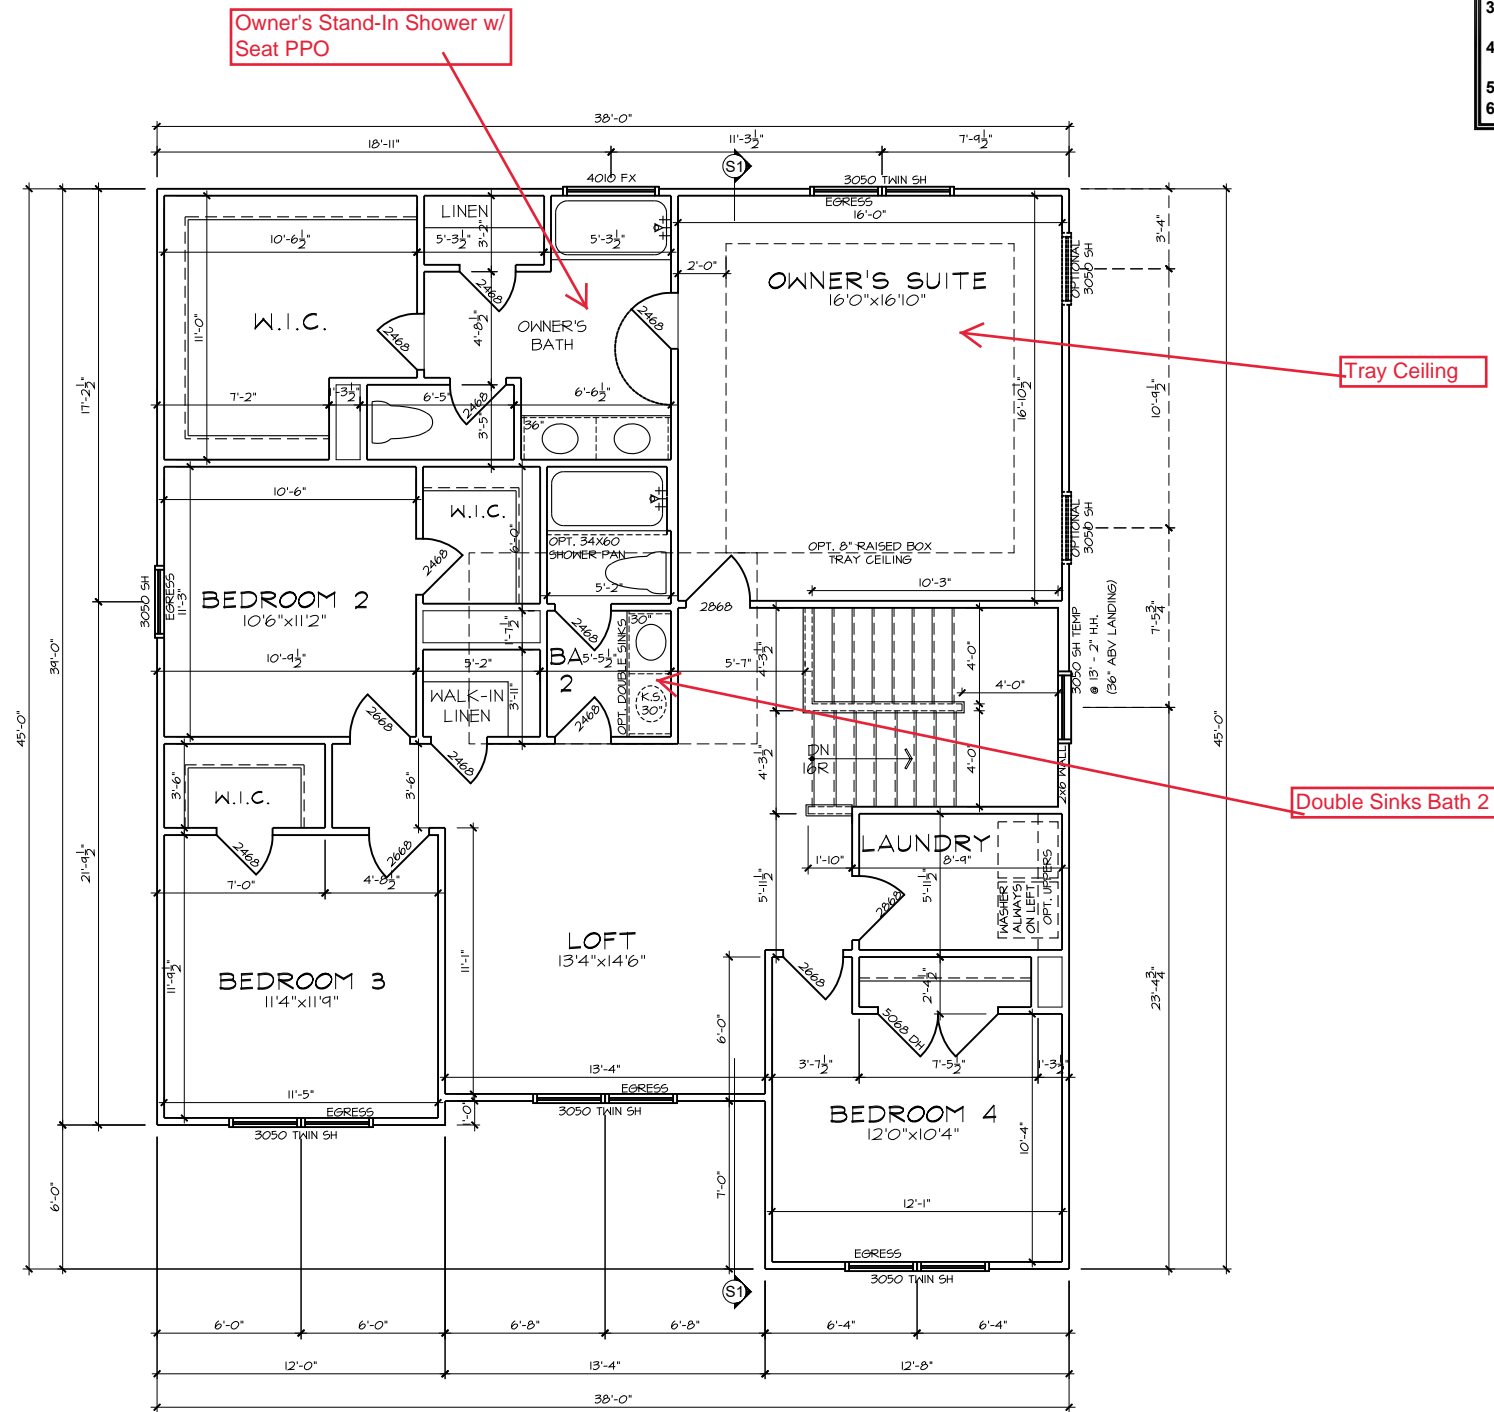 3
4
5
6
Owner's Stand-In Shower w/
Seat PPO
38'-0"
18'-11"
11'-3½"
7'-9½"
S1
4010 FX
3050 TWIN SH
EGRESS
16'-0"
LINEN
3'-2"
10'-6½"
5'-3½"
5'-3½"
2'-0"
3'-4"
OPTIONAL
3050 SH
2468
OWNER'S SUITE
16'0"x16'10"
W.I.C.
11'-0"
2468
4'-8½"
OWNER'S
BATH
2468
Tray Ceiling
17'-2½"
7'-2"
1'-3½"
6'-5"
2468
6'-6½"
3'-5"
36"
16'-10½"
10'-9½"
10'-6"
W.I.C.
6'-0"
OPT. 34X60
SHOWER PAN
OPT. 8" RAISED BOX
TRAY CEILING
OPTIONAL
3050 SH
2468
5'-2"
10'-3"
3050 SH
EGRESS
11'-3"
BEDROOM 2
10'6"x11'2"
2868
1'-7½"
2468
30"
3050 SH TEMP
@ 13' - 2" H.H.
(36" ABV LANDING)
7'-5¾"
39'-0"
45'-0"
10'-9½"
5'-2"
BA
2
5'-5½"
OPT. DOUBLE SINKS
5'-7"
4'-3½"
4'-0"
4'-0"
WALK-IN
LINEN
3'-11"
K.S.
30"
2668
2468
2468
DN
16R
4'-3½"
4'-0"
2x6 WALL
45'-0"
3'-6"
W.I.C.
3'-6"
Double Sinks Bath 2
2468
2668
LAUNDRY
1'-10"
8'-9"
21'-9½"
7'-0"
4'-8½"
5'-11½"
2868
5'-11½"
WASHER
ALWAYS
ON LEFT
OPT. UPPERS
LOFT
13'4"x14'6"
11'-1"
11'-9½"
BEDROOM 3
11'4"x11'9"
2668
2'-4½"
23'-4¾"
5068 DH
6'-0"
13'-4"
3'-7½"
7'-5½"
1'-3½"
11'-5"
EGRESS
3050 TWIN SH
1'-0"
EGRESS
3050 TWIN SH
BEDROOM 4
12'0"x10'4"
10'-4"
6'-0"
7'-0"
12'-1"
EGRESS
3050 TWIN SH
S1
6'-0"
6'-0"
6'-8"
6'-8"
6'-4"
6'-4"
12'-0"
13'-4"
12'-8"
38'-0"